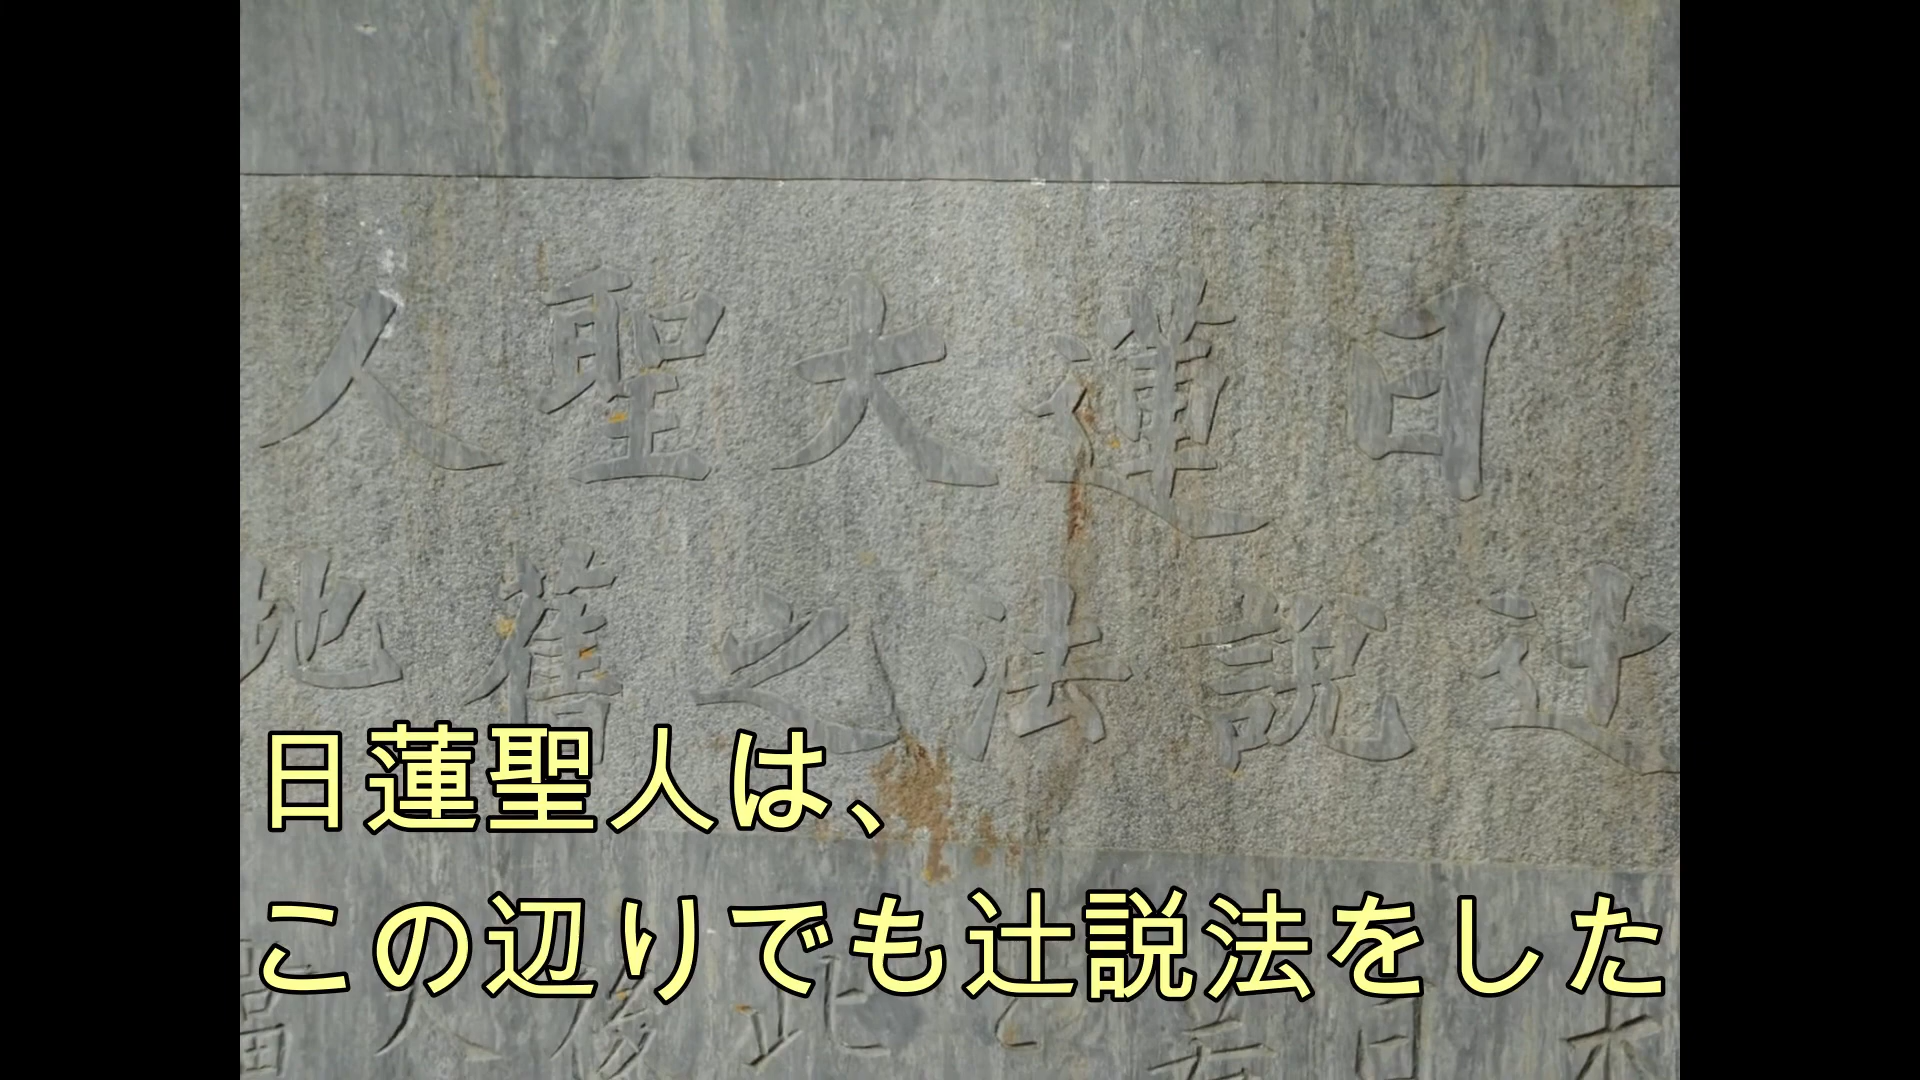 日蓮大聖人
辻説法之舊地
日蓮聖人は、
この辺りでも辻説法をした